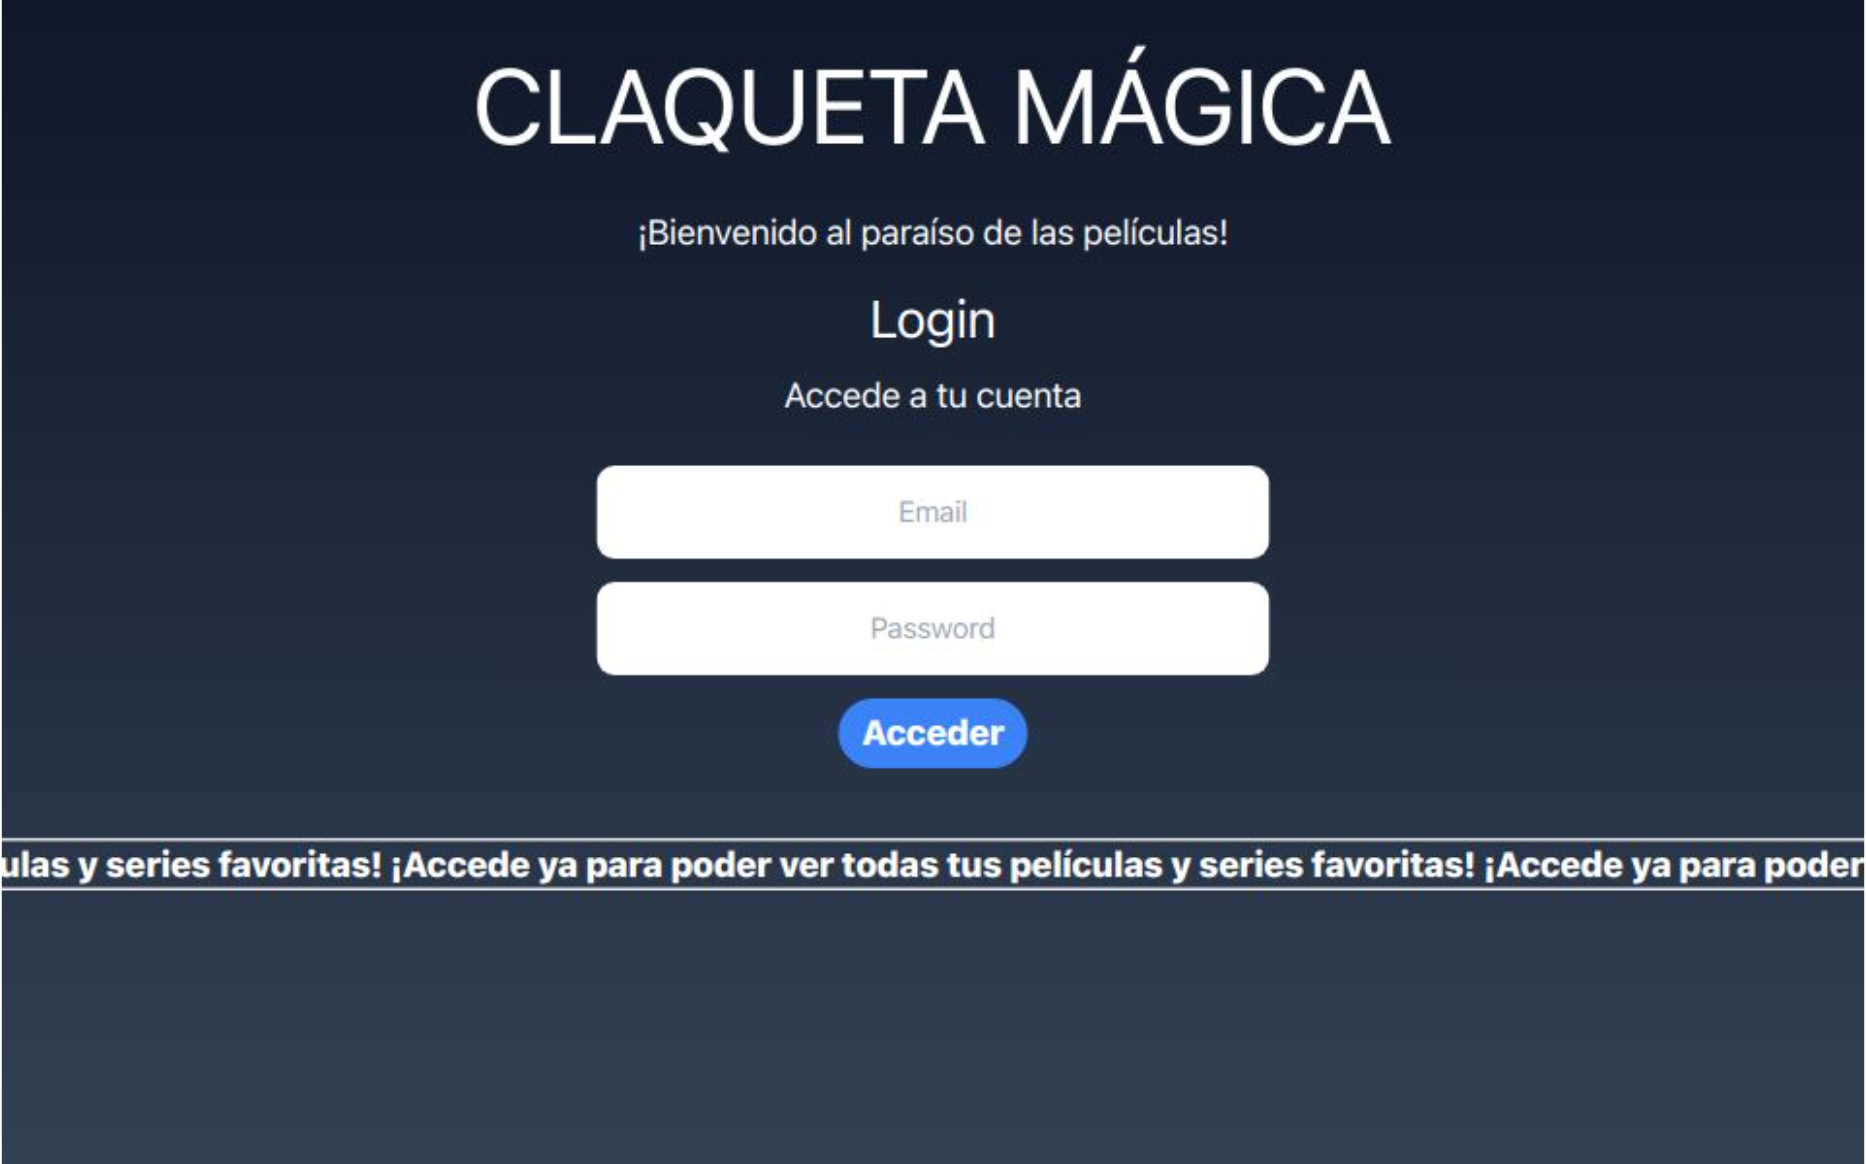 CLAQUETA MÁGICA
¡Bienvenido al paraíso de las películas!
Login
Accede a tu cuenta
Email
Password
Acceder
ulas y series favoritas! ¡Accede ya para poder ver todas tus películas y series favoritas! ¡Accede ya para poder